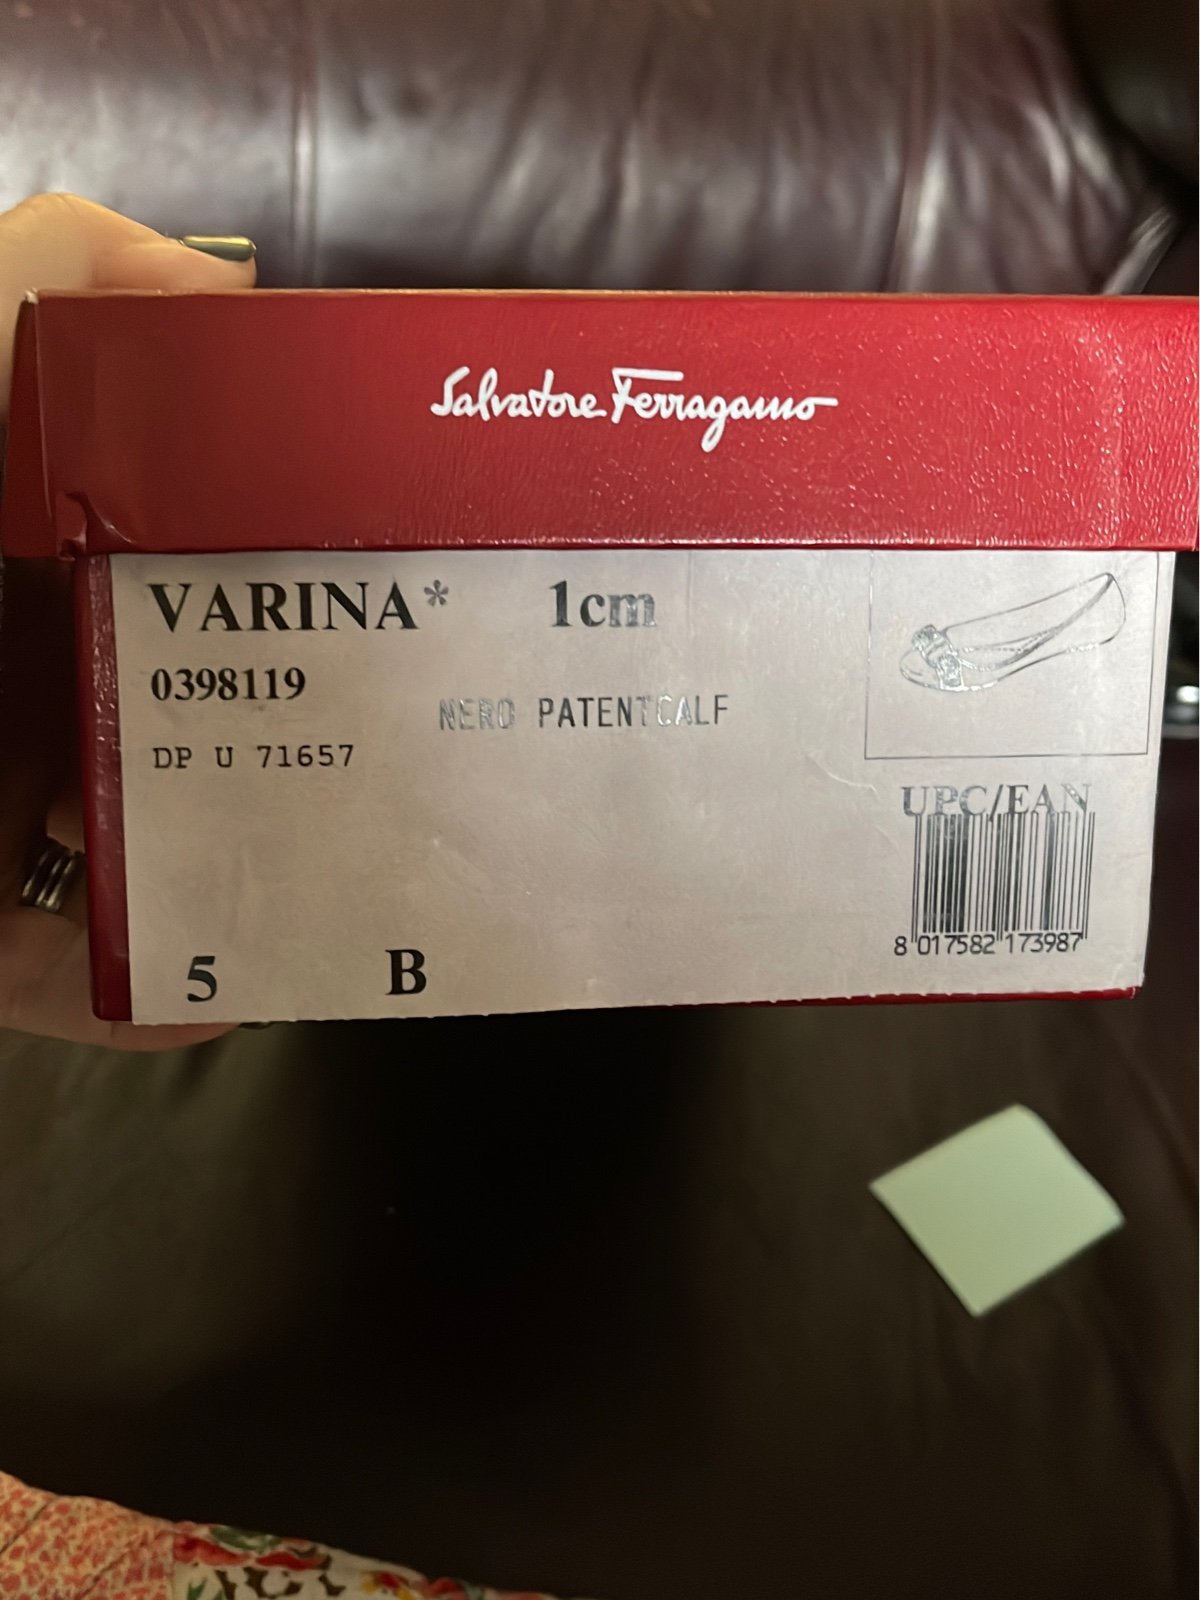 Salvatore Ferragamo
VARINA* 1cm
0398119
NERO PATENTCALF
DP U 71657
UPC/EAN
8 017582 173987
5 B